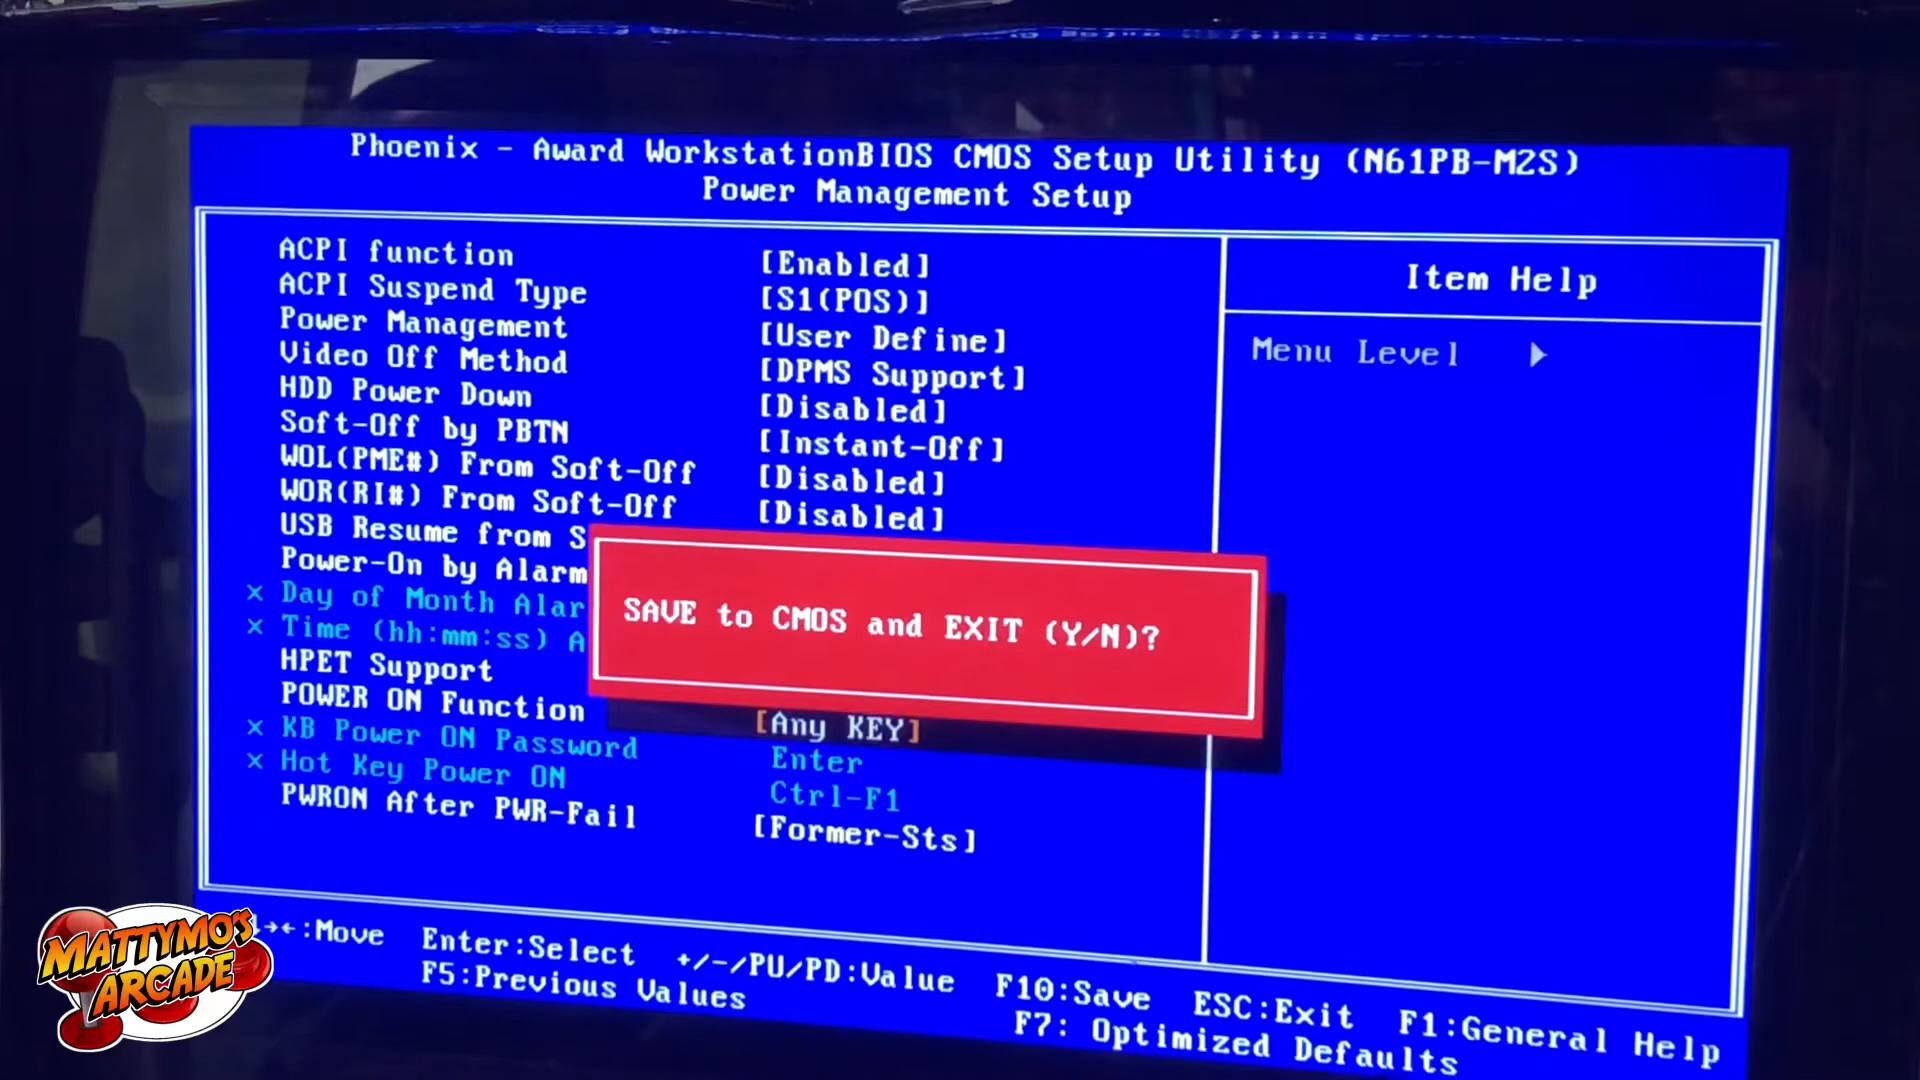 Phoenix - Award WorkstationBIOS CMOS Setup Utility (N61PB-M2S)
Power Management Setup
ACPI function [Enabled]
ACPI Suspend Type [S1(POS)]
Power Management [User Define]
Video Off Method [DPMS Support]
HDD Power Down [Disabled]
Soft-Off by PBTN [Instant-Off]
WOL(PME#) From Soft-Off [Disabled]
WOR(RI#) From Soft-Off [Disabled]
USB Resume from S
Power-On by Alarm
x Day of Month Alar
x Time (hh:mm:ss) A
HPET Support
POWER ON Function [Any KEY]
x KB Power ON Password Enter
x Hot Key Power ON Ctrl-F1
PWRON After PWR-Fail [Former-Sts]
Item Help
Menu Level ▶
SAVE to CMOS and EXIT (Y/N)?
→←:Move Enter:Select +/-/PU/PD:Value F10:Save ESC:Exit F1:General Help
F5:Previous Values F7: Optimized Defaults
MATTYMO'S
ARCADE